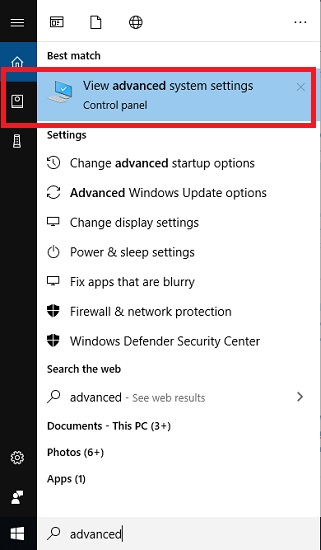 Best match
View advanced system settings
Control panel
Settings
Change advanced startup options
Advanced Windows Update options
Change display settings
Power & sleep settings
Fix apps that are blurry
Firewall & network protection
Windows Defender Security Center
Search the web
advanced - See web results
Documents - This PC (3+)
Photos (6+)
Apps (1)
advanced